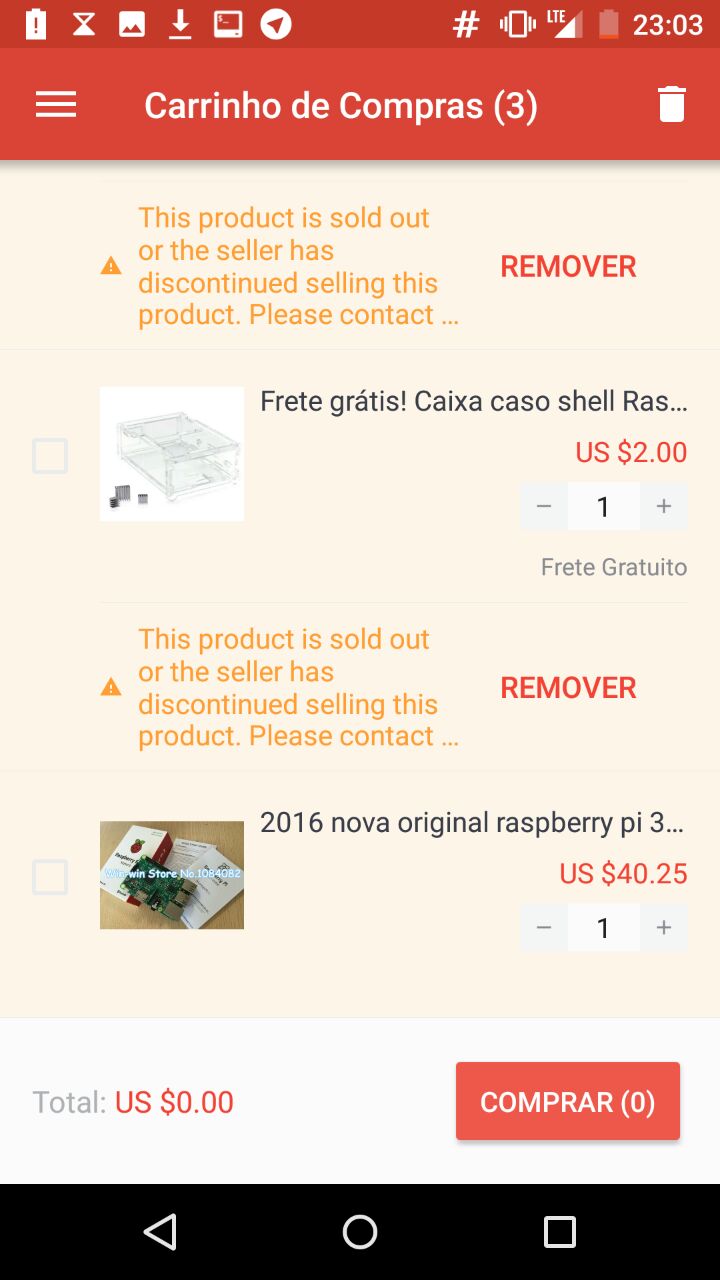 # LTE 23:03
Carrinho de Compras (3)
This product is sold out
or the seller has
discontinued selling this
product. Please contact ...
REMOVER
Frete grátis! Caixa caso shell Ras...
US $2.00
− 1 +
Frete Gratuito
This product is sold out
or the seller has
discontinued selling this
product. Please contact ...
REMOVER
2016 nova original raspberry pi 3...
Win-win Store No.1084082
US $40.25
− 1 +
Total: US $0.00
COMPRAR (0)